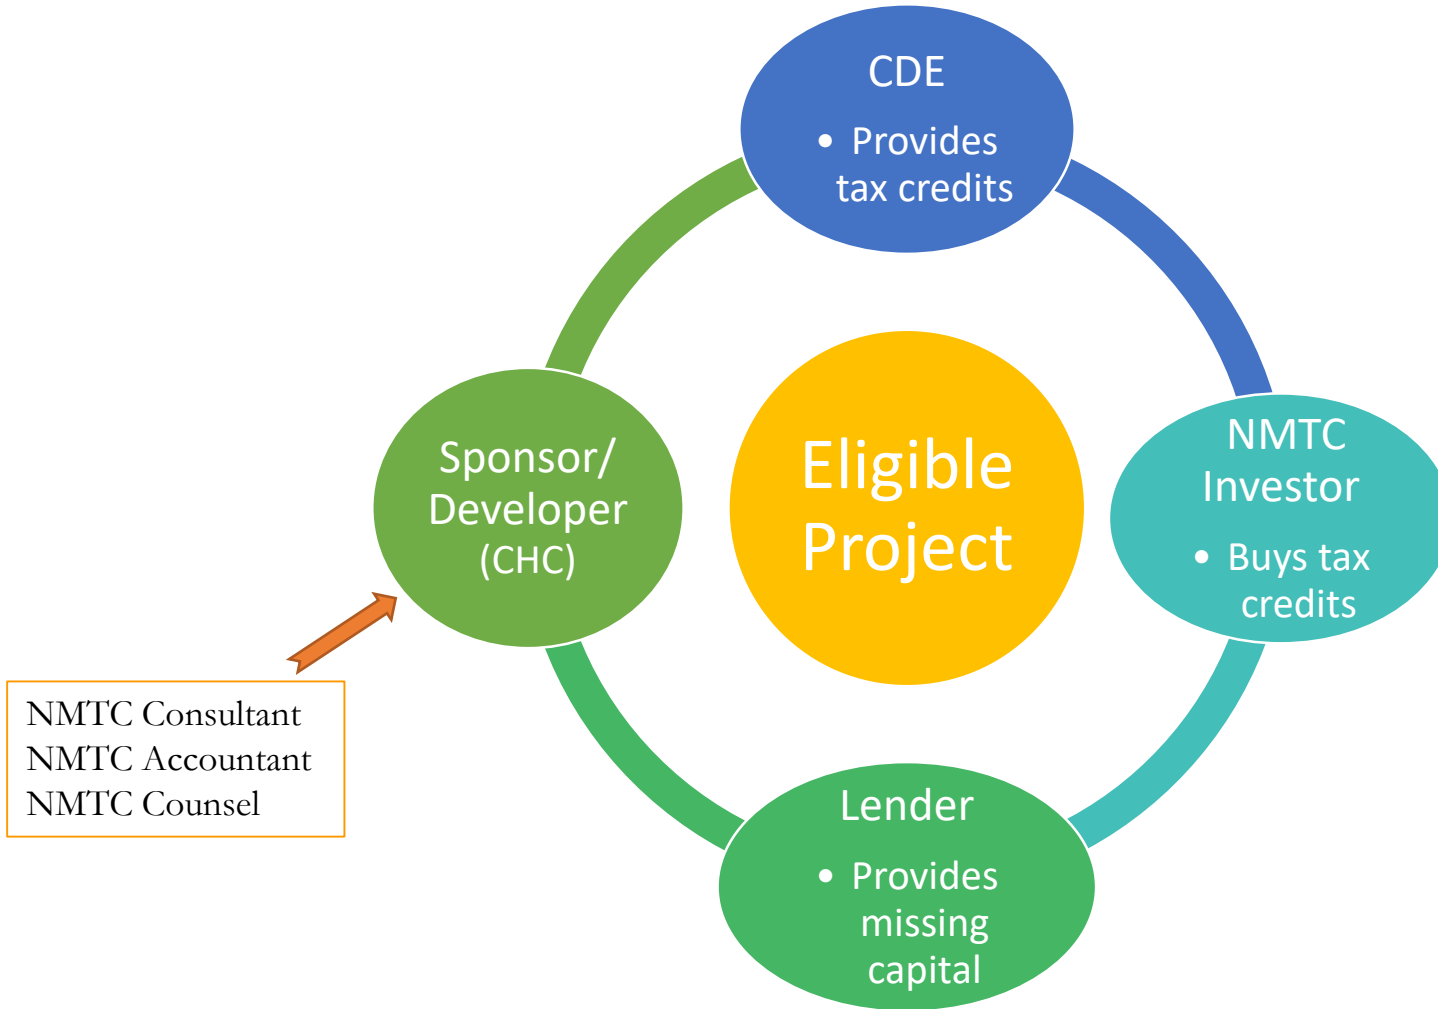 CDE
• Provides
tax credits
NMTC
Investor
• Buys tax
credits
Lender
• Provides
missing
capital
Sponsor/
Developer
(CHC)
Eligible
Project
NMTC Consultant
NMTC Accountant
NMTC Counsel